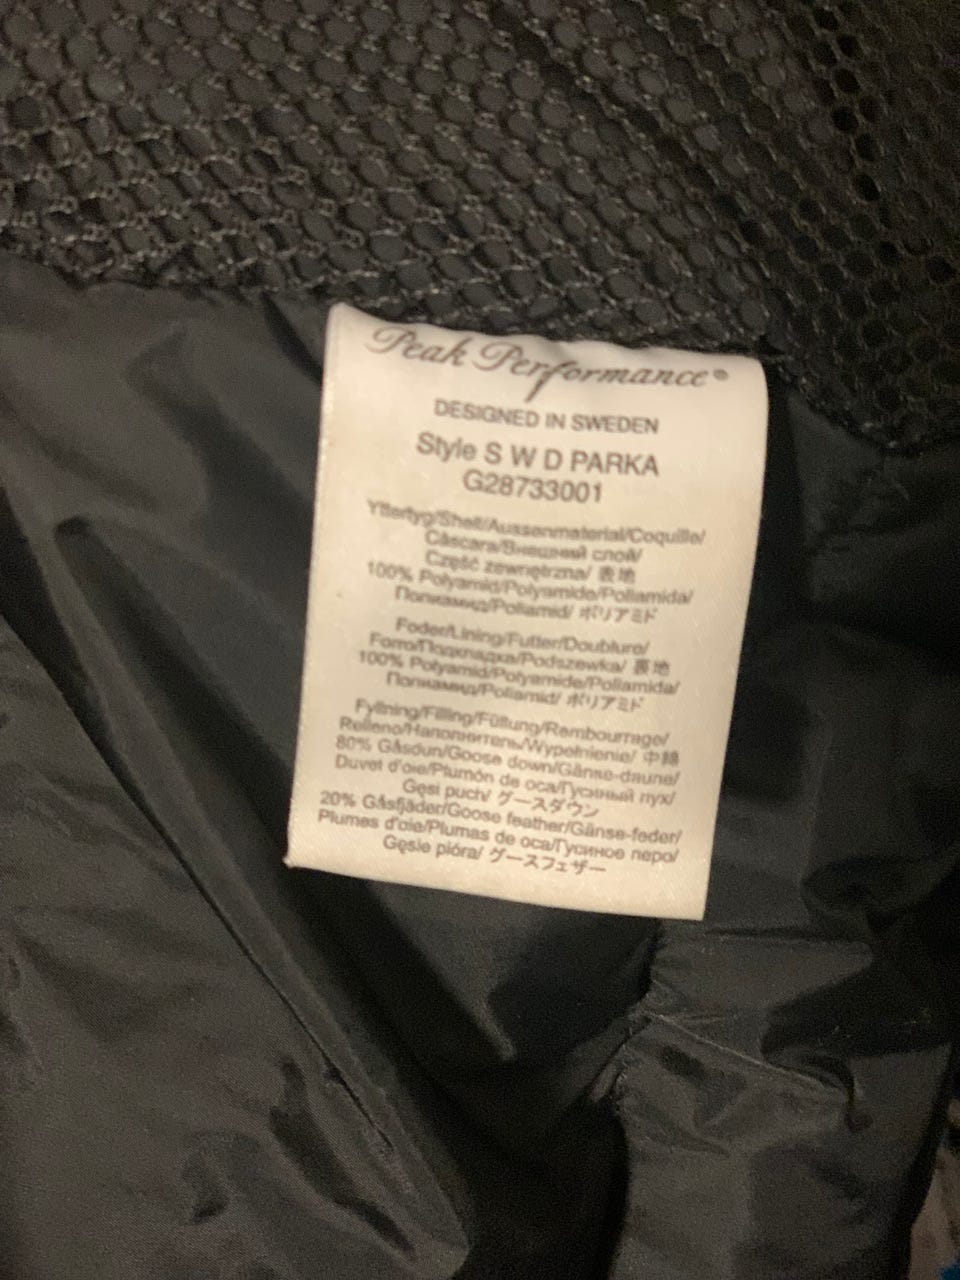 Peak Performance®
DESIGNED IN SWEDEN
Style S W D PARKA
G28733001
Yttertyg/Shell/Aussenmaterial/Coquille/
Cáscara/Внешний слой/
Część zewnętrzna/ 表地
100% Polyamid/Polyamide/Poliamida/
Полиамид/Poliamid/ ポリアミド
Foder/Lining/Futter/Doublure/
Forro/Подкладка/Podszewka/ 裏地
100% Polyamid/Polyamide/Poliamida/
Полиамид/Poliamid/ ポリアミド
Fyllning/Filling/Füllung/Rembourrage/
Relleno/Наполнитель/Wypełnienie/ 中綿
80% Gåsdun/Goose down/Gänse-daune/
Duvet d'oie/Plumón de oca/Гусиный пух/
Gęsi puch/ グースダウン
20% Gåsfjäder/Goose feather/Gänse-feder/
Plumes d'oie/Plumas de oca/Гусиное перо/
Gęsie pióra/ グースフェザー